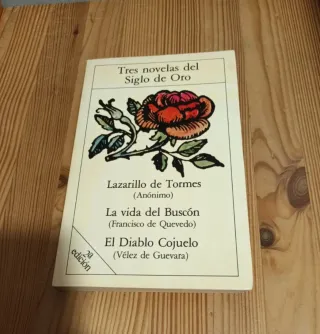 Tres novelas del
Siglo de Oro
Lazarillo de Tormes
(Anónimo)
La vida del Buscón
(Francisco de Quevedo)
El Diablo Cojuelo
(Vélez de Guevara)
2ª
edición